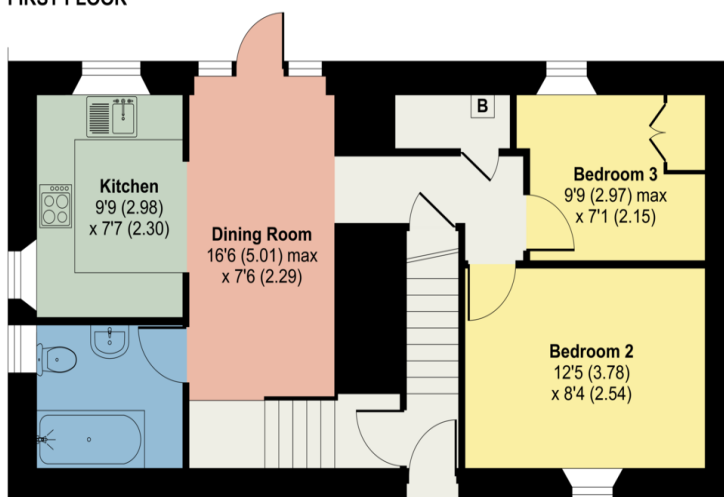 FIRST FLOOR
B
Kitchen
9'9 (2.98)
x 7'7 (2.30)
Dining Room
16'6 (5.01) max
x 7'6 (2.29)
Bedroom 3
9'9 (2.97) max
x 7'1 (2.15)
Bedroom 2
12'5 (3.78)
x 8'4 (2.54)